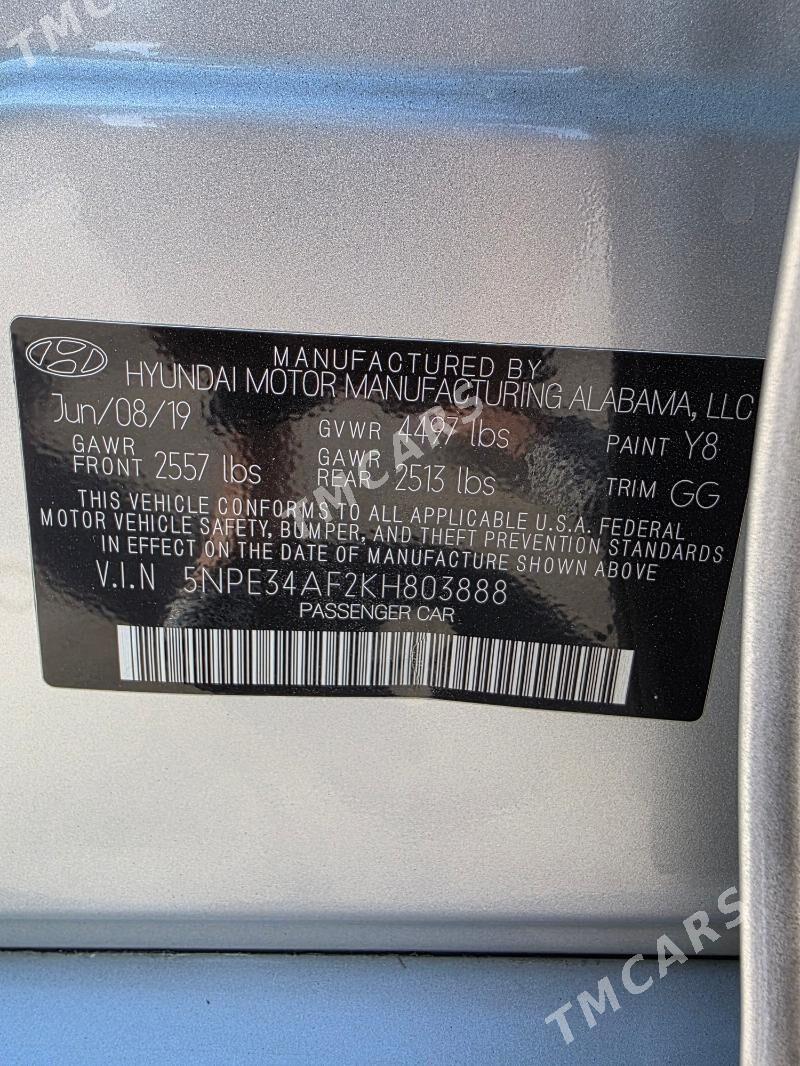 TMCARS
MANUFACTURED BY
HYUNDAI MOTOR MANUFACTURING ALABAMA, LLC
Jun/08/19 GVWR 4497 lbs PAINT Y8
GAWR FRONT 2557 lbs GAWR REAR 2513 lbs TRIM GG
THIS VEHICLE CONFORMS TO ALL APPLICABLE U.S.A. FEDERAL
MOTOR VEHICLE SAFETY, BUMPER, AND THEFT PREVENTION STANDARDS
IN EFFECT ON THE DATE OF MANUFACTURE SHOWN ABOVE
V.I.N 5NPE34AF2KH803888
PASSENGER CAR
TMCARS
TMCARS